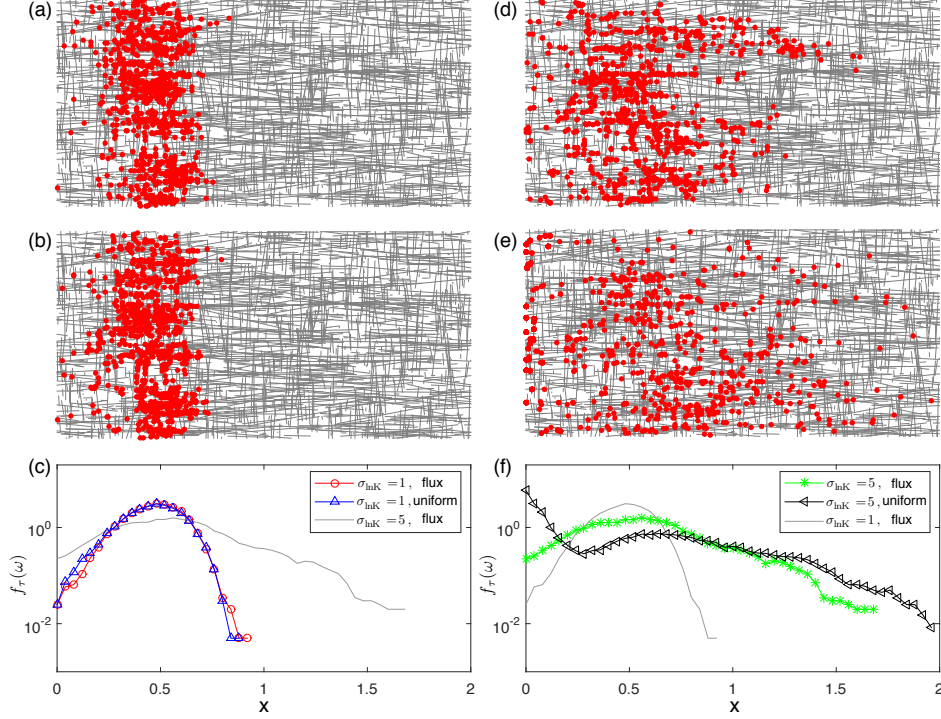 (a)
(d)
(b)
(e)
(c)
σlnK = 1 , flux
σlnK = 1 , uniform
σlnK = 5 , flux
10^0
10^-2
fτ(ω)
0 0.5 1 1.5 2
x
(f)
σlnK = 5 , flux
σlnK = 5 , uniform
σlnK = 1 , flux
10^0
10^-2
fτ(ω)
0 0.5 1 1.5 2
x